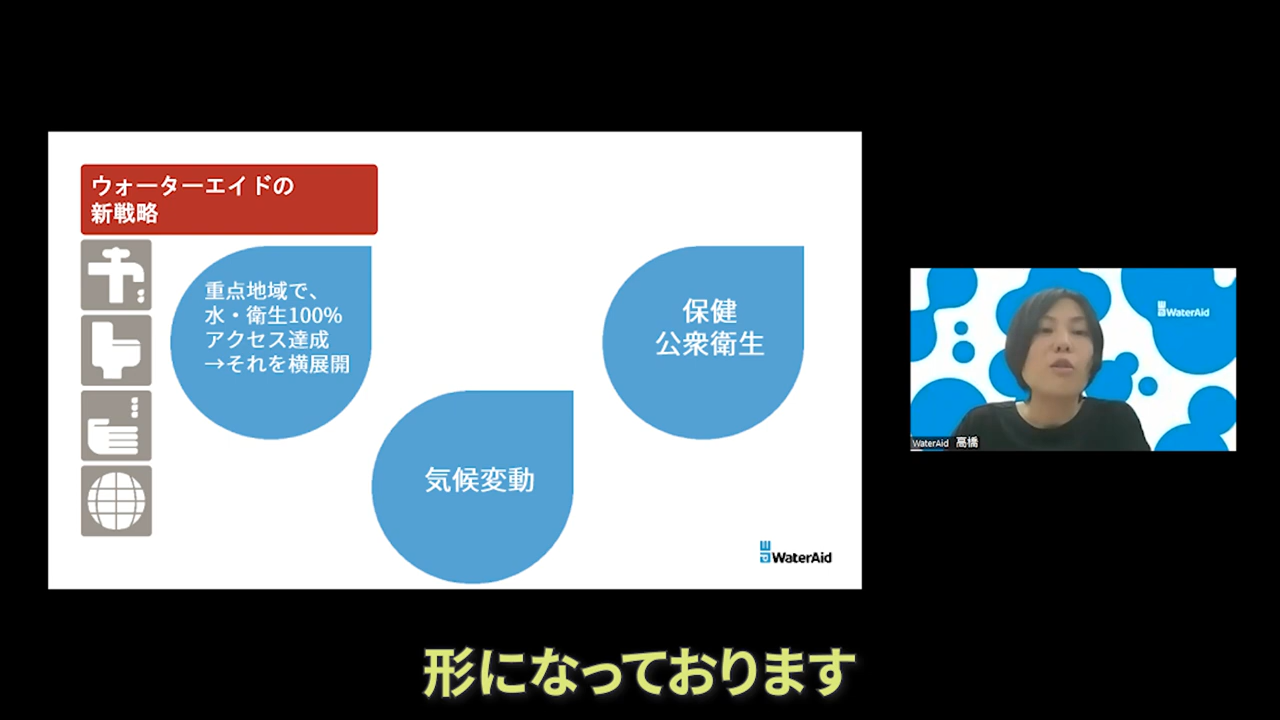 ウォーターエイドの
新戦略
重点地域で、
水・衛生100%
アクセス達成
→それを横展開
保健
公衆衛生
気候変動
WaterAid
WaterAid
WaterAid 高橋
形になっております